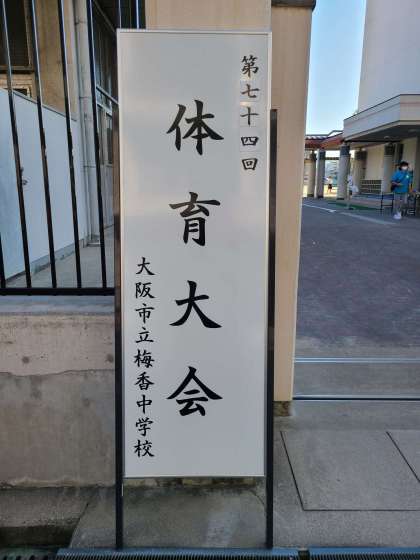 第七十四回
体育大会
大阪市立梅香中学校